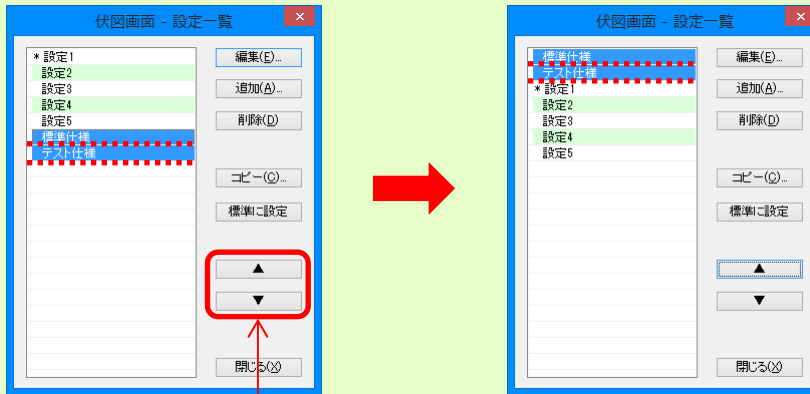 伏図画面 - 設定一覧
* 設定1
設定2
設定3
設定4
設定5
標準仕様
テスト仕様
編集(E)...
追加(A)...
削除(D)
コピー(C)...
標準に設定
▲
▼
閉じる(X)
伏図画面 - 設定一覧
標準仕様
テスト仕様
* 設定1
設定2
設定3
設定4
設定5
編集(E)...
追加(A)...
削除(D)
コピー(C)...
標準に設定
▲
▼
閉じる(X)